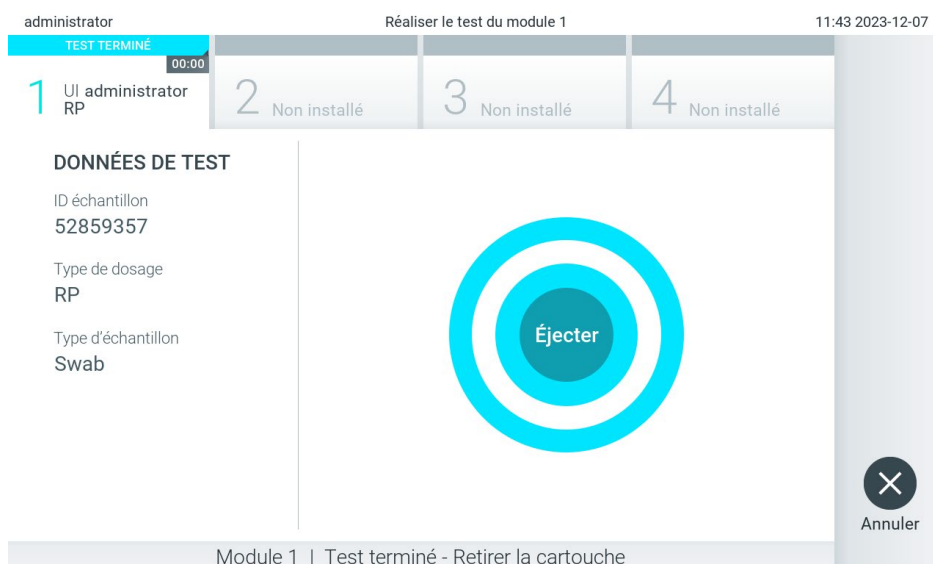 administrator
Réaliser le test du module 1
11:43 2023-12-07
TEST TERMINÉ
00:00
1 UI administrator
RP
2 Non installé
3 Non installé
4 Non installé
DONNÉES DE TEST
ID échantillon
52859357
Type de dosage
RP
Type d'échantillon
Swab
Éjecter
Annuler
Module 1 | Test terminé - Retirer la cartouche